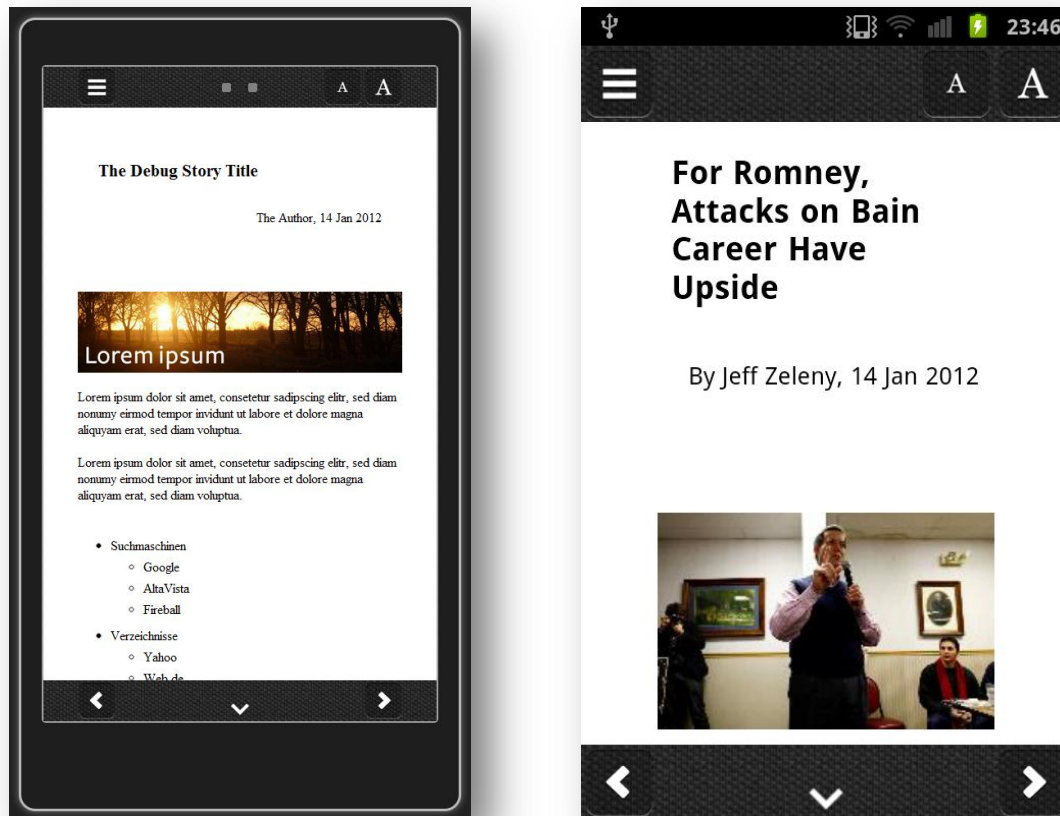 A A
The Debug Story Title
The Author, 14 Jan 2012
Lorem ipsum
Lorem ipsum dolor sit amet, consetetur sadipscing elitr, sed diam
nonumy eirmod tempor invidunt ut labore et dolore magna
aliquyam erat, sed diam voluptua.
Lorem ipsum dolor sit amet, consetetur sadipscing elitr, sed diam
nonumy eirmod tempor invidunt ut labore et dolore magna
aliquyam erat, sed diam voluptua.
Suchmaschinen
Google
AltaVista
Fireball
Verzeichnisse
Yahoo
Web.de
23:46
A A
For Romney,
Attacks on Bain
Career Have
Upside
By Jeff Zeleny, 14 Jan 2012